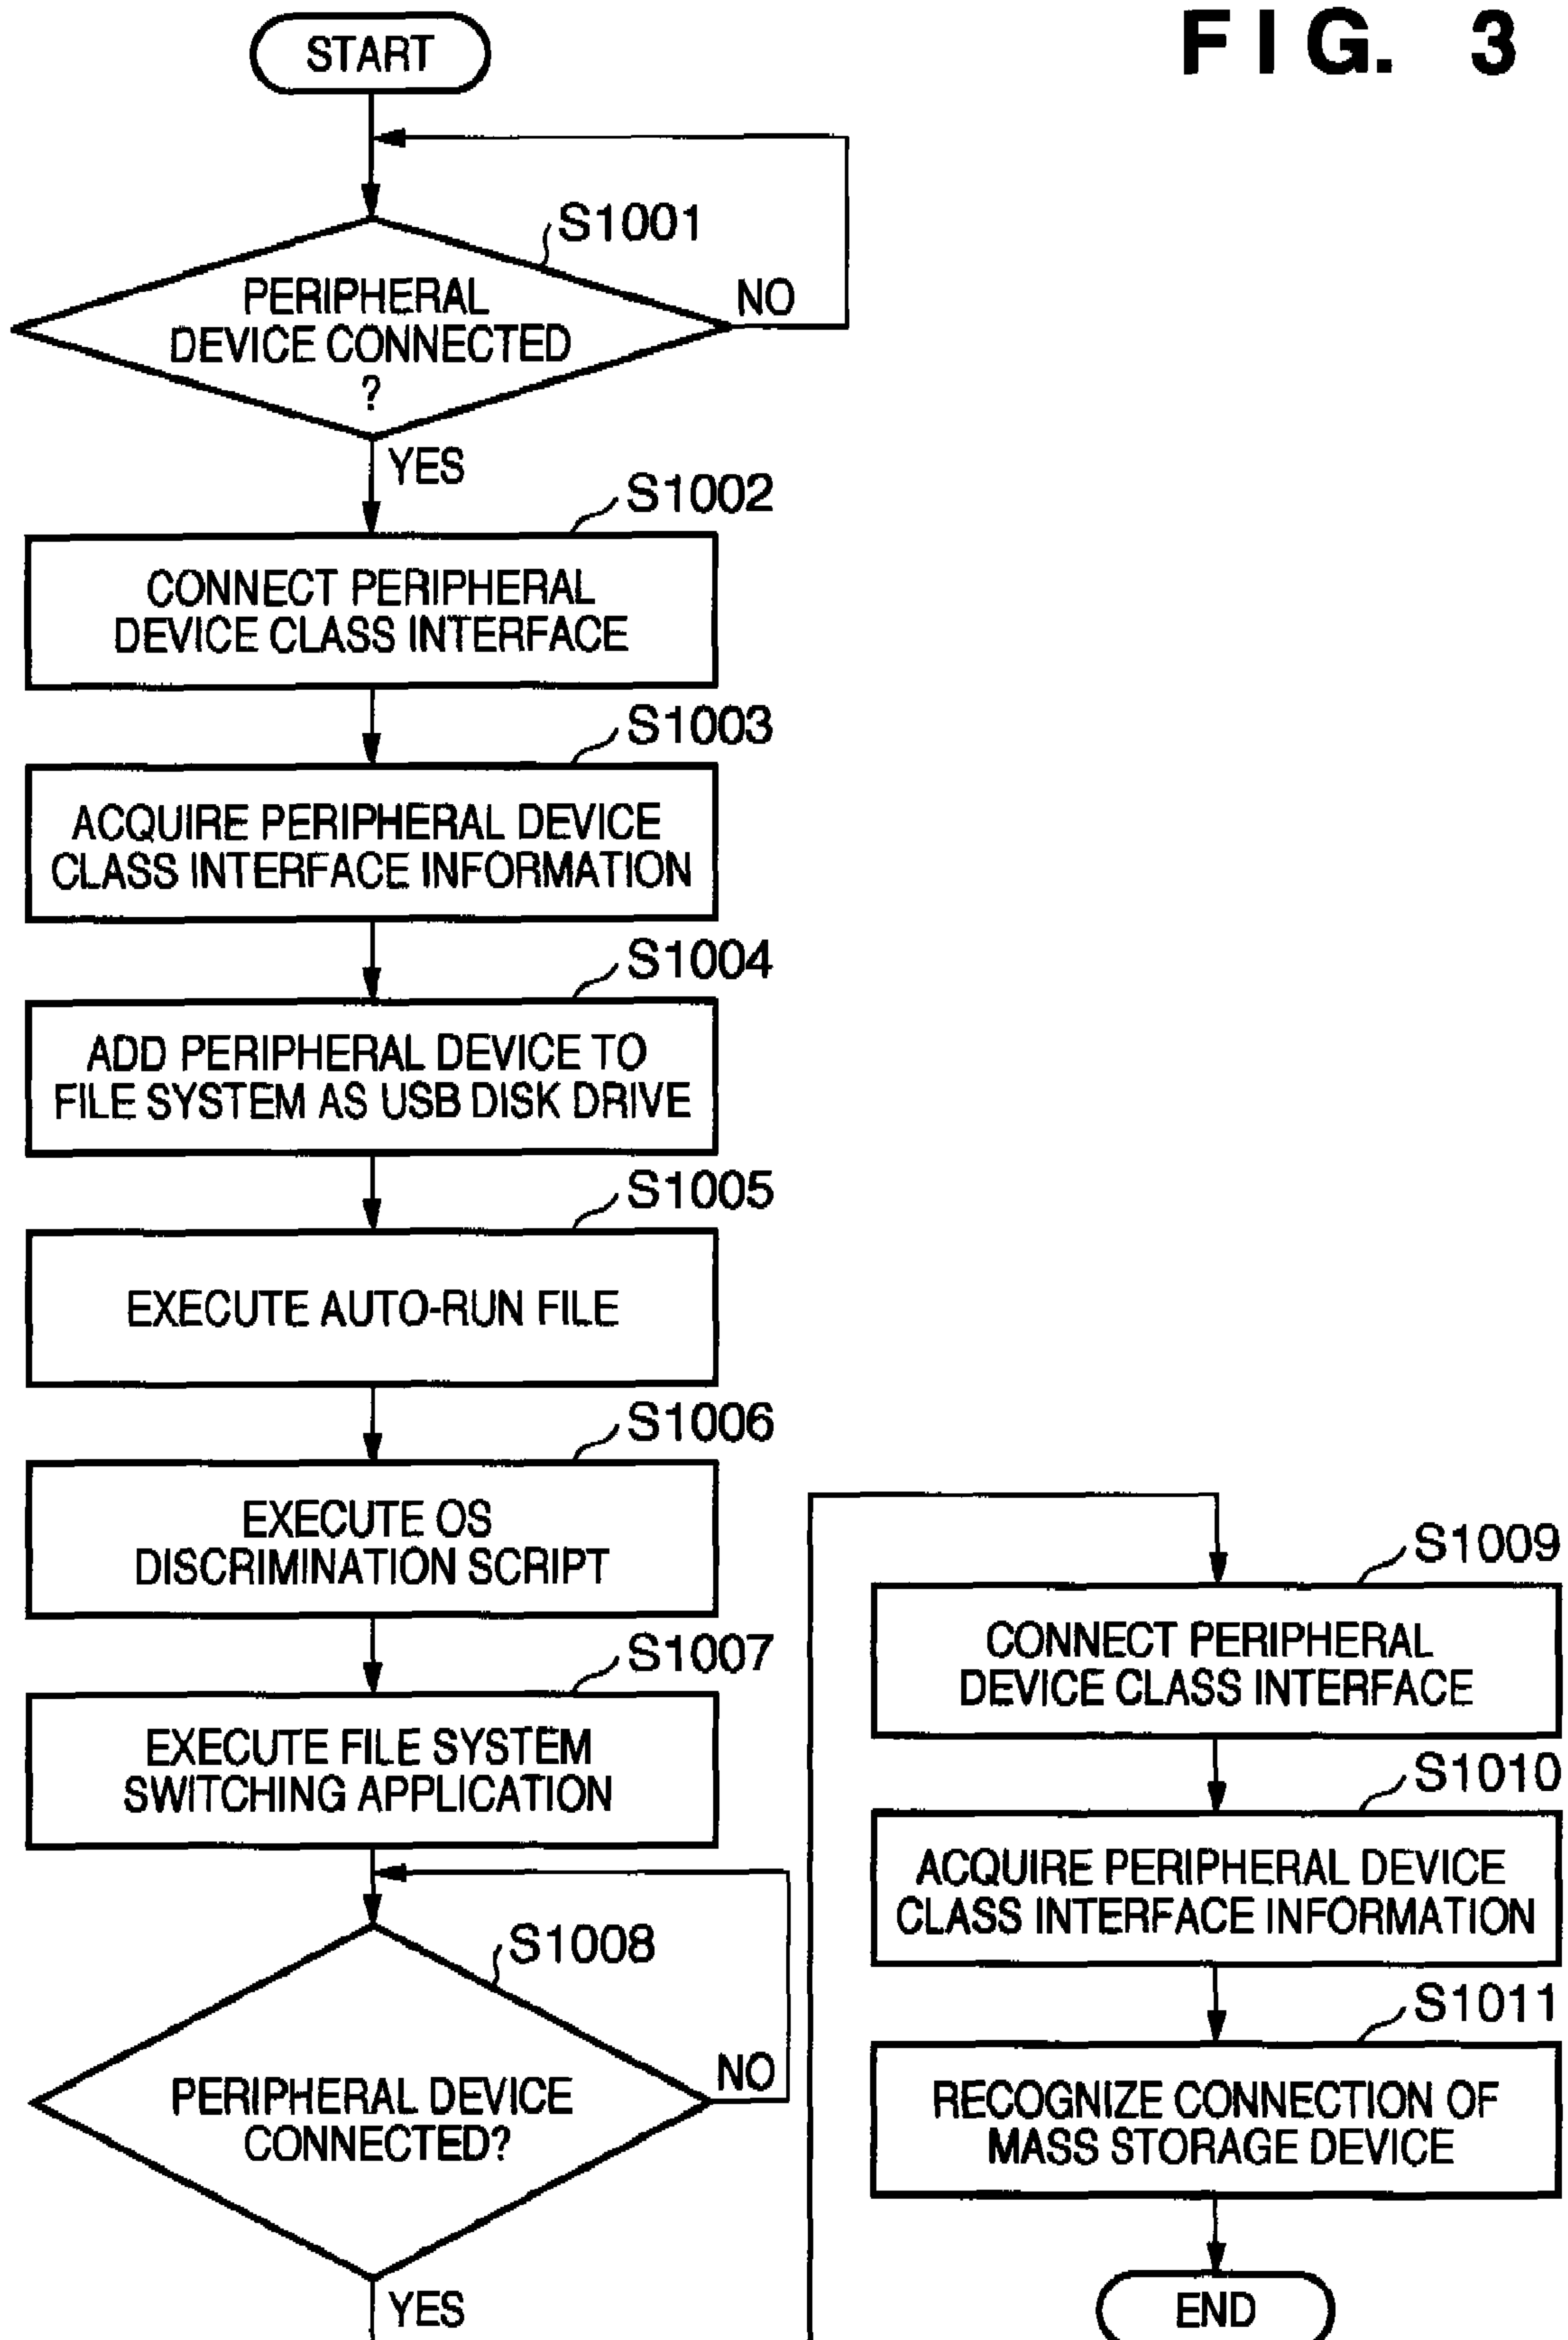 FIG. 3
START
S1001
PERIPHERAL
DEVICE CONNECTED
?
NO
YES
S1002
CONNECT PERIPHERAL
DEVICE CLASS INTERFACE
S1003
ACQUIRE PERIPHERAL DEVICE
CLASS INTERFACE INFORMATION
S1004
ADD PERIPHERAL DEVICE TO
FILE SYSTEM AS USB DISK DRIVE
S1005
EXECUTE AUTO-RUN FILE
S1006
EXECUTE OS
DISCRIMINATION SCRIPT
S1007
EXECUTE FILE SYSTEM
SWITCHING APPLICATION
S1008
PERIPHERAL DEVICE
CONNECTED?
NO
YES
S1009
CONNECT PERIPHERAL
DEVICE CLASS INTERFACE
S1010
ACQUIRE PERIPHERAL DEVICE
CLASS INTERFACE INFORMATION
S1011
RECOGNIZE CONNECTION OF
MASS STORAGE DEVICE
END